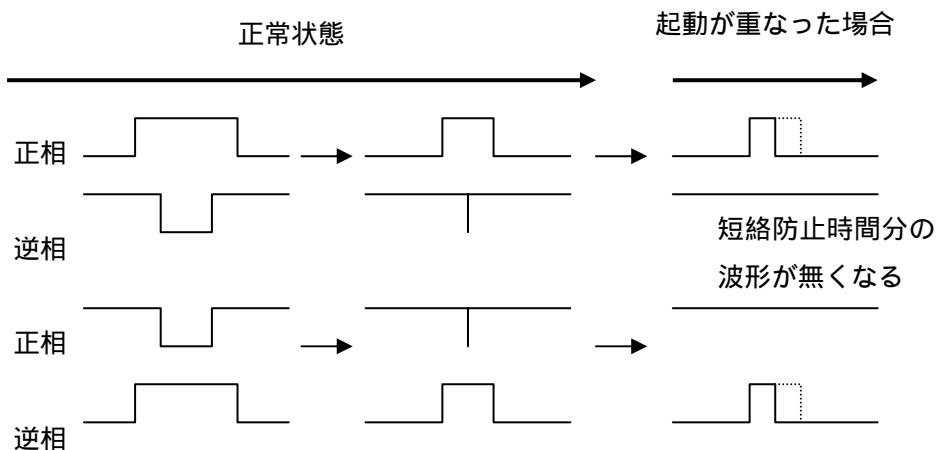 正常状態
起動が重なった場合
正相
逆相
短絡防止時間分の
波形が無くなる
正相
逆相